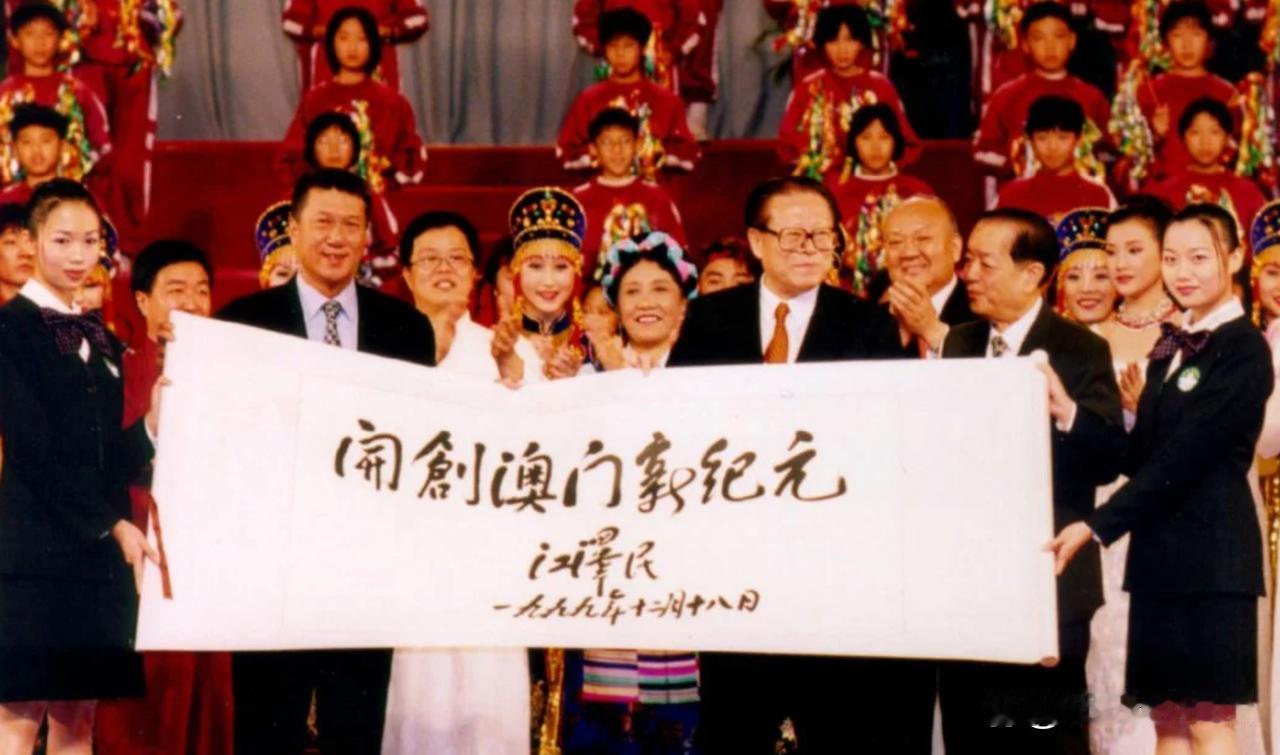 開創澳门新纪元
江澤民
一九九九年十二月十八日